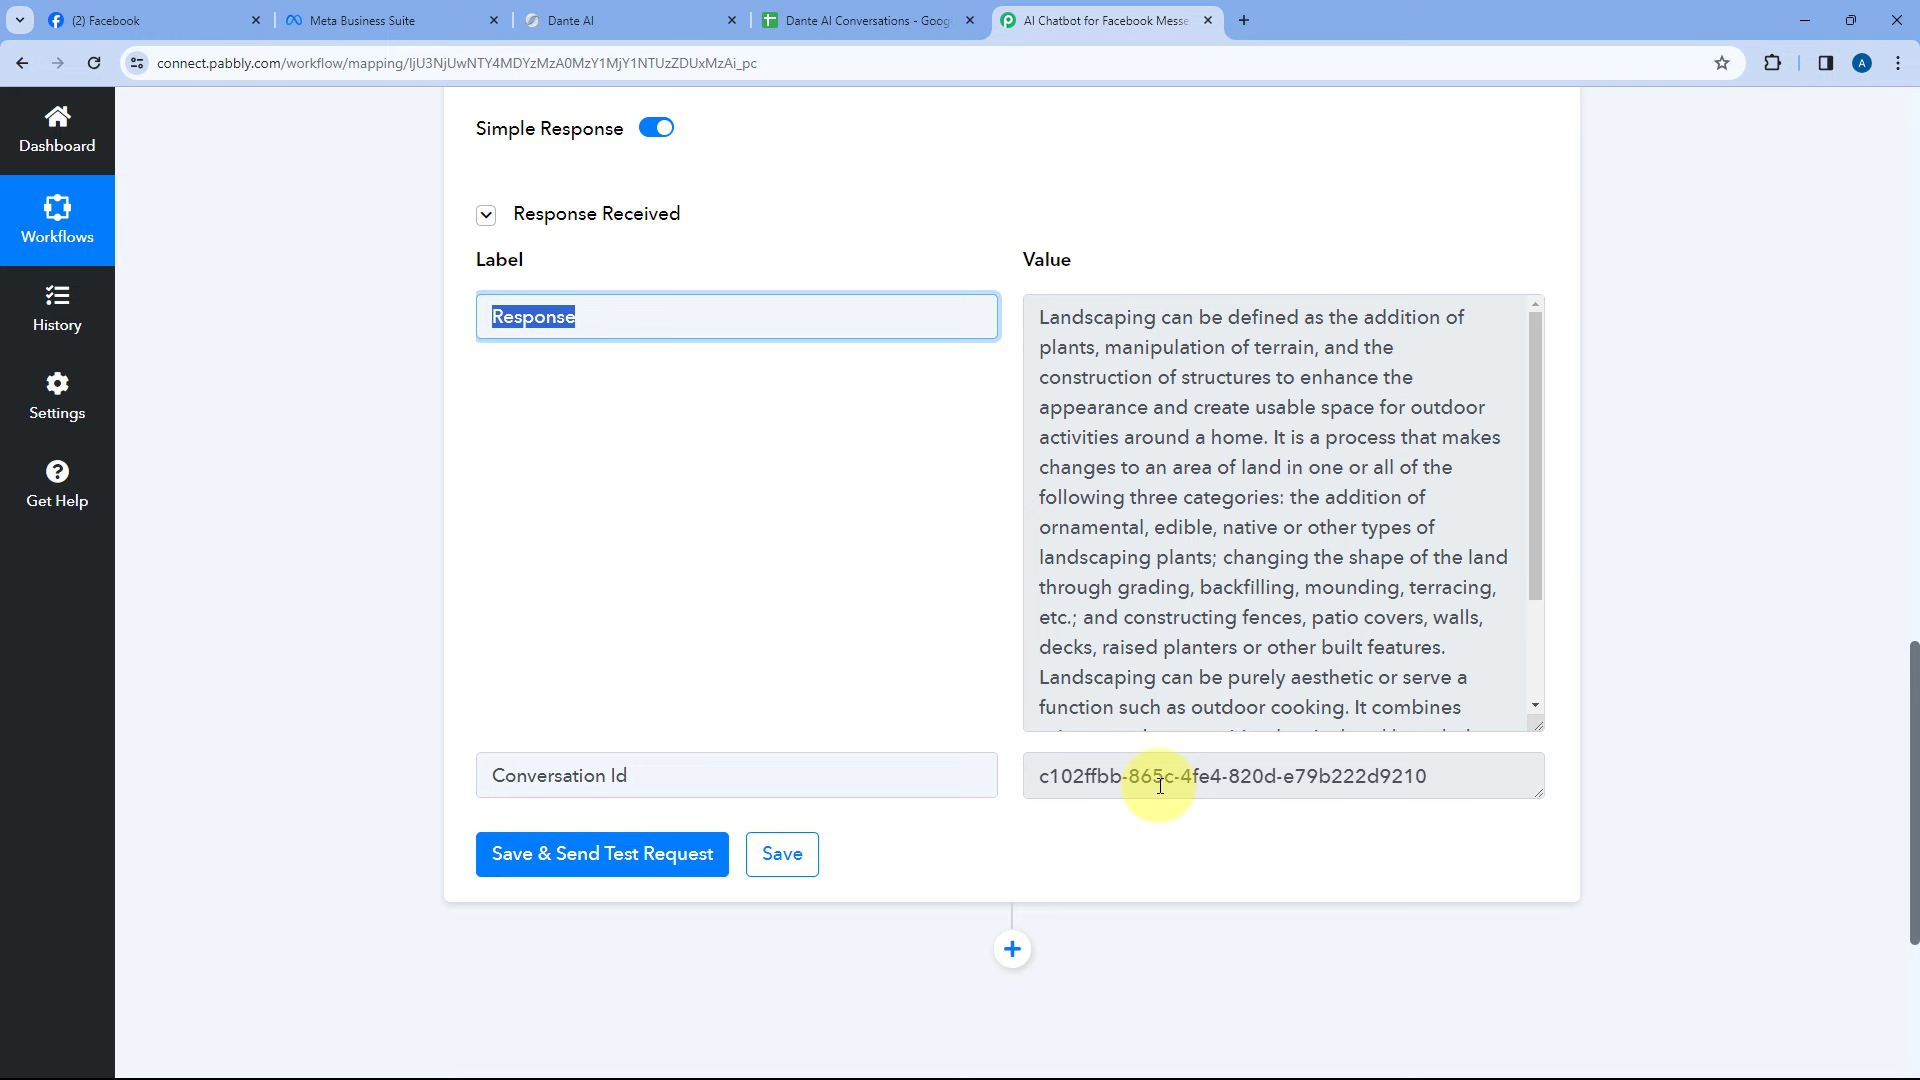 (2) Facebook
Meta Business Suite
Dante AI
Dante AI Conversations - Goog
AI Chatbot for Facebook Messe
connect.pabbly.com/workflow/mapping/IjU3NjUwNTY4MDYzMzA0MzY1MjY1NTUzZDUxMzAi_pc
A
Dashboard
Workflows
History
Settings
Get Help
Simple Response
Response Received
Label
Value
Response
Landscaping can be defined as the addition of
plants, manipulation of terrain, and the
construction of structures to enhance the
appearance and create usable space for outdoor
activities around a home. It is a process that makes
changes to an area of land in one or all of the
following three categories: the addition of
ornamental, edible, native or other types of
landscaping plants; changing the shape of the land
through grading, backfilling, mounding, terracing,
etc.; and constructing fences, patio covers, walls,
decks, raised planters or other built features.
Landscaping can be purely aesthetic or serve a
function such as outdoor cooking. It combines
Conversation Id
c102ffbb-865c-4fe4-820d-e79b222d9210
Save & Send Test Request
Save